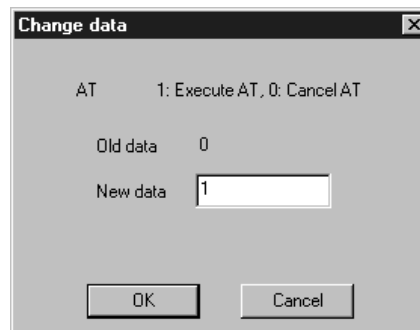 Change data
AT 1: Execute AT, 0: Cancel AT
Old data 0
New data 1
OK Cancel